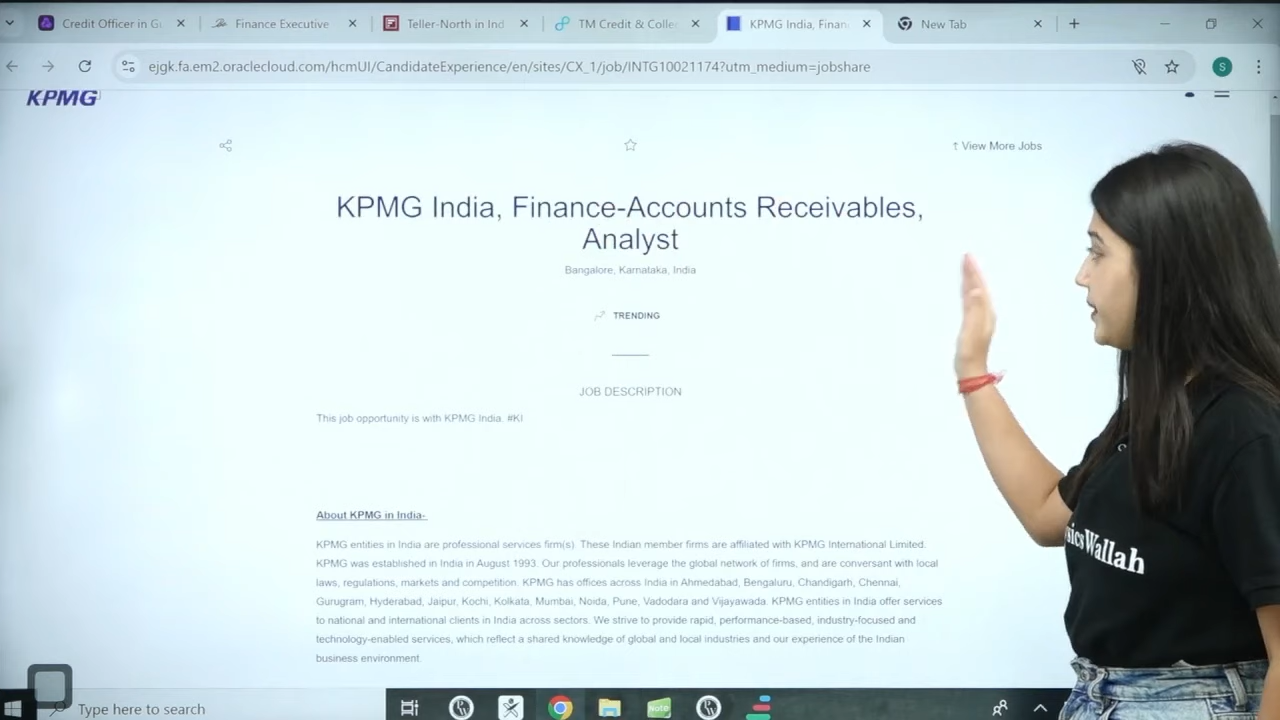 Credit Officer in Gu
Finance Executive
Teller-North in Ind
TM Credit & Collec
KPMG India, Finan
New Tab
ejgk.fa.em2.oraclecloud.com/hcmUI/CandidateExperience/en/sites/CX_1/job/INTG10021174?utm_medium=jobshare
S
KPMG
↑ View More Jobs
KPMG India, Finance-Accounts Receivables,
Analyst
Bangalore, Karnataka, India
TRENDING
JOB DESCRIPTION
This job opportunity is with KPMG India. #KI
About KPMG in India-
KPMG entities in India are professional services firm(s). These Indian member firms are affiliated with KPMG International Limited.
KPMG was established in India in August 1993. Our professionals leverage the global network of firms, and are conversant with local
laws, regulations, markets and competition. KPMG has offices across India in Ahmedabad, Bengaluru, Chandigarh, Chennai,
Gurugram, Hyderabad, Jaipur, Kochi, Kolkata, Mumbai, Noida, Pune, Vadodara and Vijayawada. KPMG entities in India offer services
to national and international clients in India across sectors. We strive to provide rapid, performance-based, industry-focused and
technology-enabled services, which reflect a shared knowledge of global and local industries and our experience of the Indian
business environment.
sicsWallah
Type here to search
note